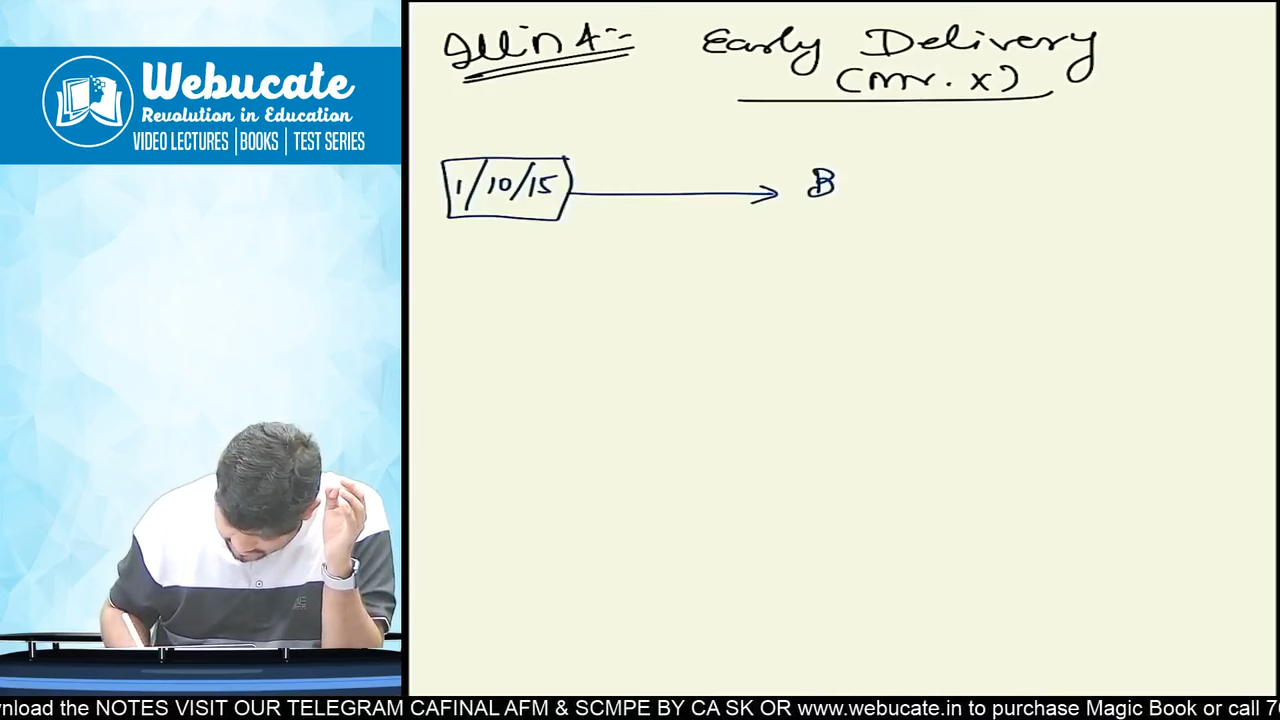 Webucate
Revolution in Education
VIDEO LECTURES | BOOKS | TEST SERIES
Illn 4:-
Early Delivery
(Mr. X)
1/10/15
B
nload the NOTES VISIT OUR TELEGRAM CAFINAL AFM & SCMPE BY CA SK OR www.webucate.in to purchase Magic Book or call 7